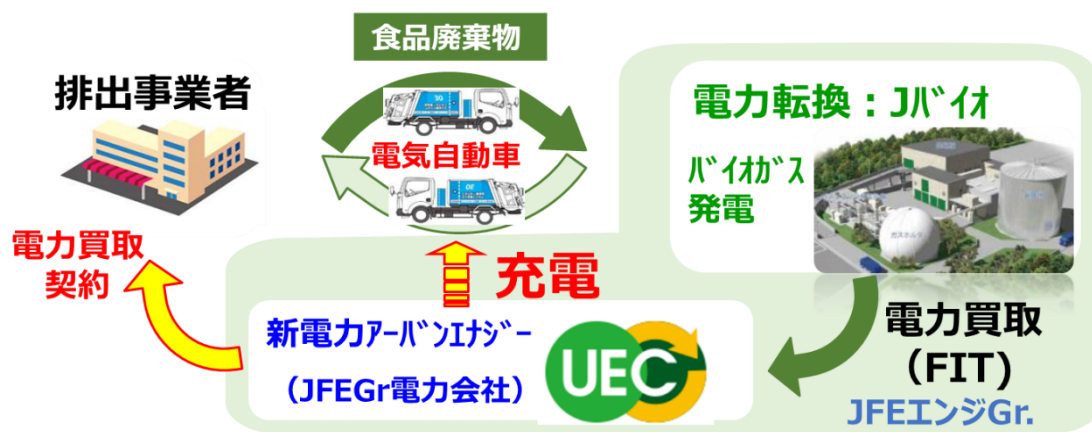 食品廃棄物
排出事業者
電気自動車
電力転換：Jﾊﾞｲｵ
ﾊﾞｲｵｶﾞｽ
発電
電力買取
契約
充電
新電力ｱｰﾊﾞﾝｴﾅｼﾞｰ
（JFEGr電力会社）
UEC
電力買取
（FIT)
JFEエンジGr.